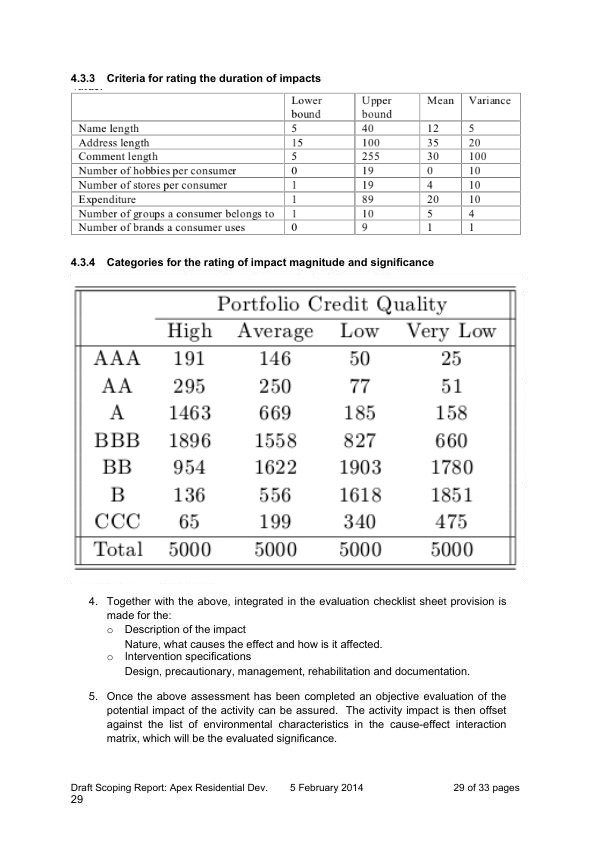 4.3.3 Criteria for rating the duration of impacts
Lower bound Upper bound Mean Variance
Name length 5 40 12 5
Address length 15 100 35 20
Comment length 5 255 30 100
Number of hobbies per consumer 0 19 0 10
Number of stores per consumer 1 19 4 10
Expenditure 1 89 20 10
Number of groups a consumer belongs to 1 10 5 4
Number of brands a consumer uses 0 9 1 1
4.3.4 Categories for the rating of impact magnitude and significance
Portfolio Credit Quality
High Average Low Very Low
AAA 191 146 50 25
AA 295 250 77 51
A 1463 669 185 158
BBB 1896 1558 827 660
BB 954 1622 1903 1780
B 136 556 1618 1851
CCC 65 199 340 475
Total 5000 5000 5000 5000
4. Together with the above, integrated in the evaluation checklist sheet provision is
made for the:
o Description of the impact
Nature, what causes the effect and how is it affected.
o Intervention specifications
Design, precautionary, management, rehabilitation and documentation.
5. Once the above assessment has been completed an objective evaluation of the
potential impact of the activity can be assured. The activity impact is then offset
against the list of environmental characteristics in the cause-effect interaction
matrix, which will be the evaluated significance.
Draft Scoping Report: Apex Residential Dev. 5 February 2014 29 of 33 pages
29